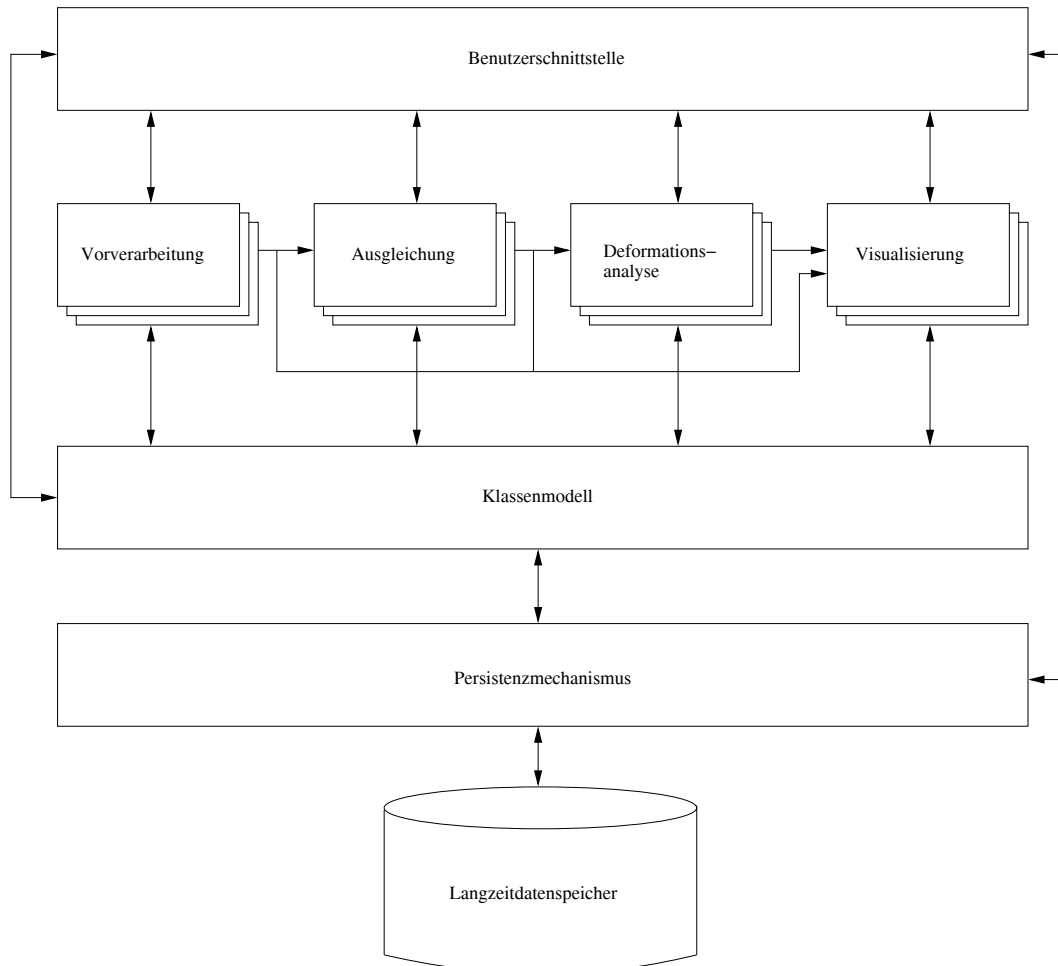 Benutzerschnittstelle
Vorverarbeitung
Ausgleichung
Deformations−
analyse
Visualisierung
Klassenmodell
Persistenzmechanismus
Langzeitdatenspeicher